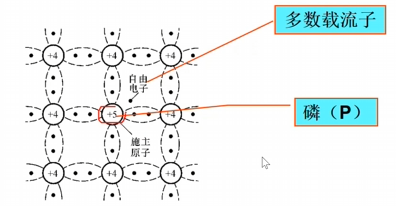 多数载流子
+4 +4 +4
自由
电子
+4 +5 +4
磷（P）
施主
原子
+4 +4 +4